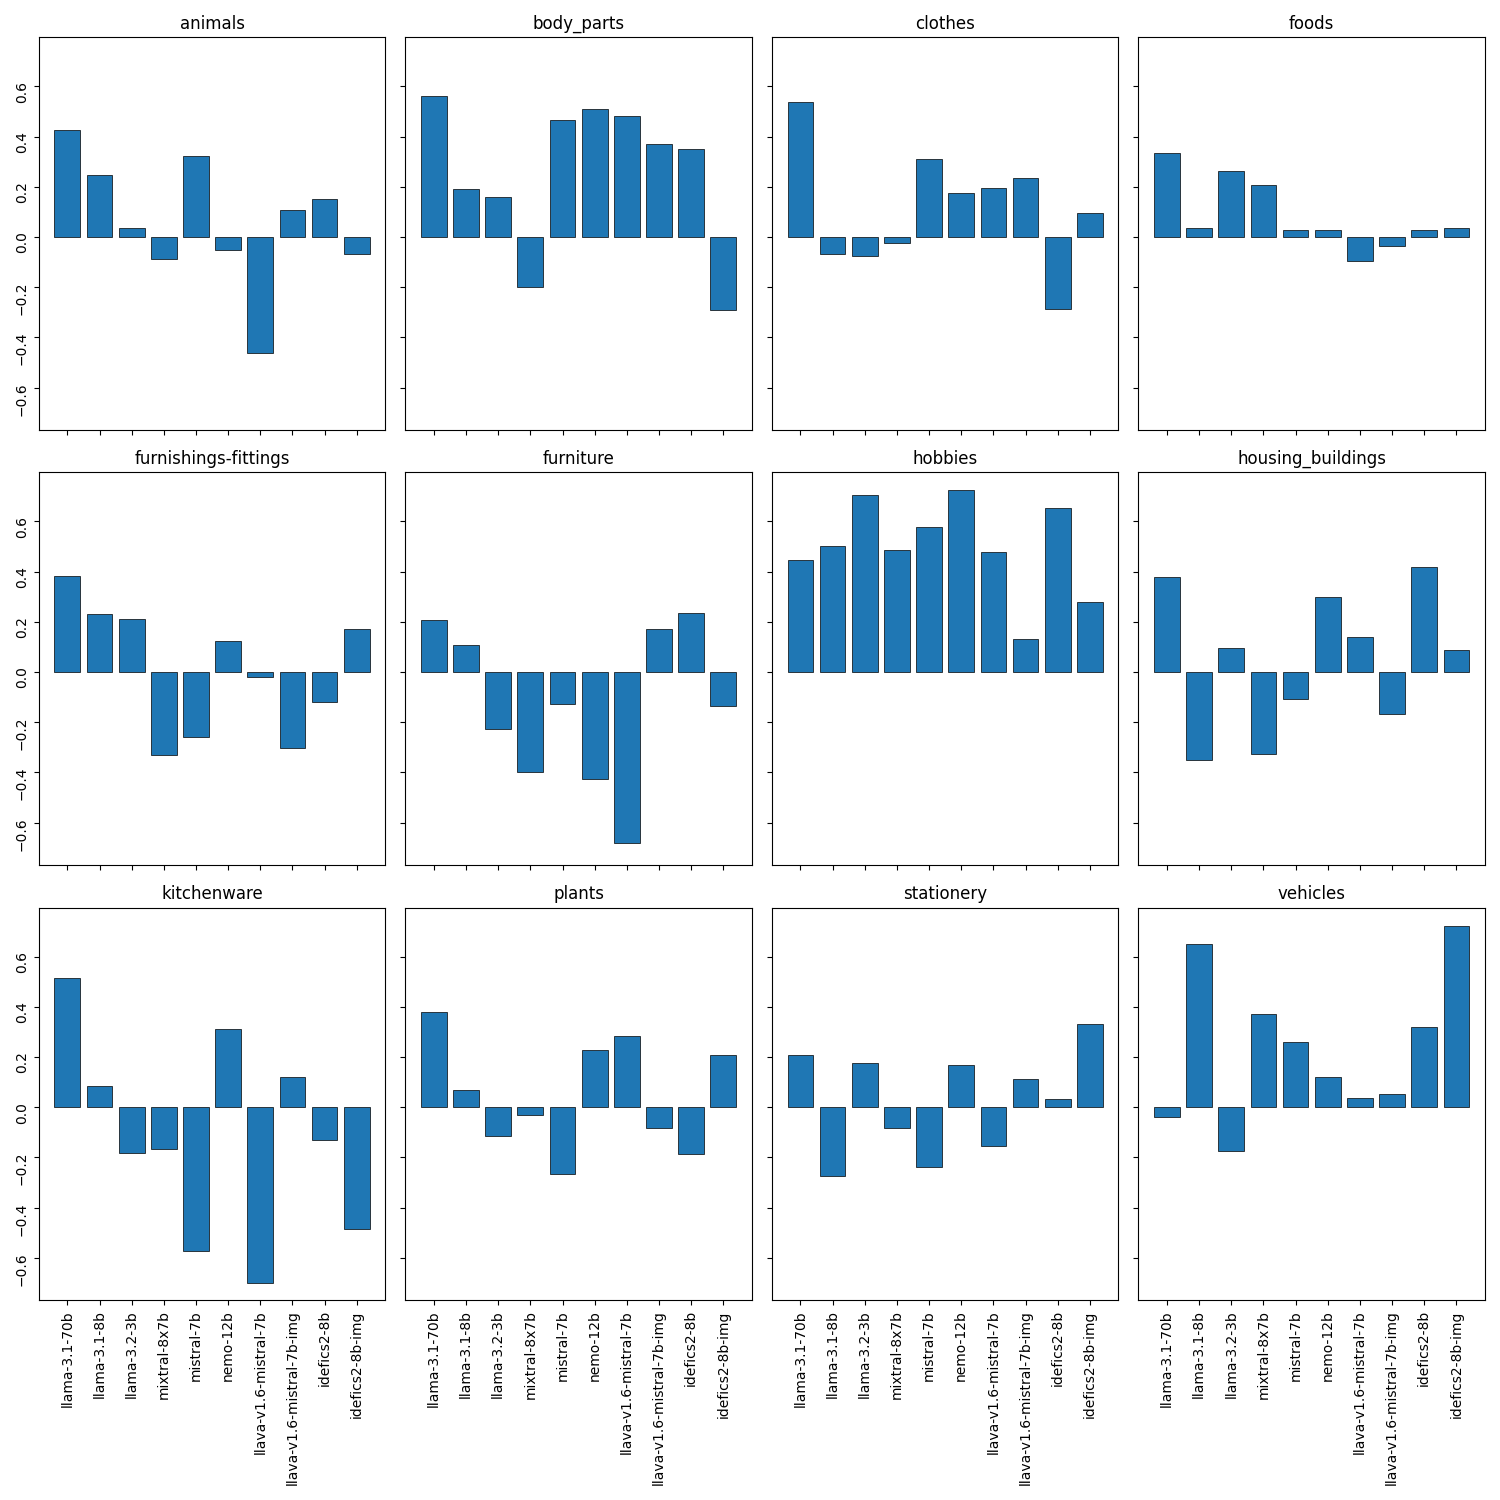 animals
body_parts
clothes
foods
0.6
0.4
0.2
0.0
−0.2
−0.4
−0.6
furnishings-fittings
furniture
hobbies
housing_buildings
0.6
0.4
0.2
0.0
−0.2
−0.4
−0.6
kitchenware
plants
stationery
vehicles
0.6
0.4
0.2
0.0
−0.2
−0.4
−0.6
llama-3.1-70b
llama-3.1-8b
llama-3.2-3b
mixtral-8x7b
mistral-7b
nemo-12b
llava-v1.6-mistral-7b
llava-v1.6-mistral-7b-img
idefics2-8b
idefics2-8b-img
llama-3.1-70b
llama-3.1-8b
llama-3.2-3b
mixtral-8x7b
mistral-7b
nemo-12b
llava-v1.6-mistral-7b
llava-v1.6-mistral-7b-img
idefics2-8b
idefics2-8b-img
llama-3.1-70b
llama-3.1-8b
llama-3.2-3b
mixtral-8x7b
mistral-7b
nemo-12b
llava-v1.6-mistral-7b
llava-v1.6-mistral-7b-img
idefics2-8b
idefics2-8b-img
llama-3.1-70b
llama-3.1-8b
llama-3.2-3b
mixtral-8x7b
mistral-7b
nemo-12b
llava-v1.6-mistral-7b
llava-v1.6-mistral-7b-img
idefics2-8b
idefics2-8b-img